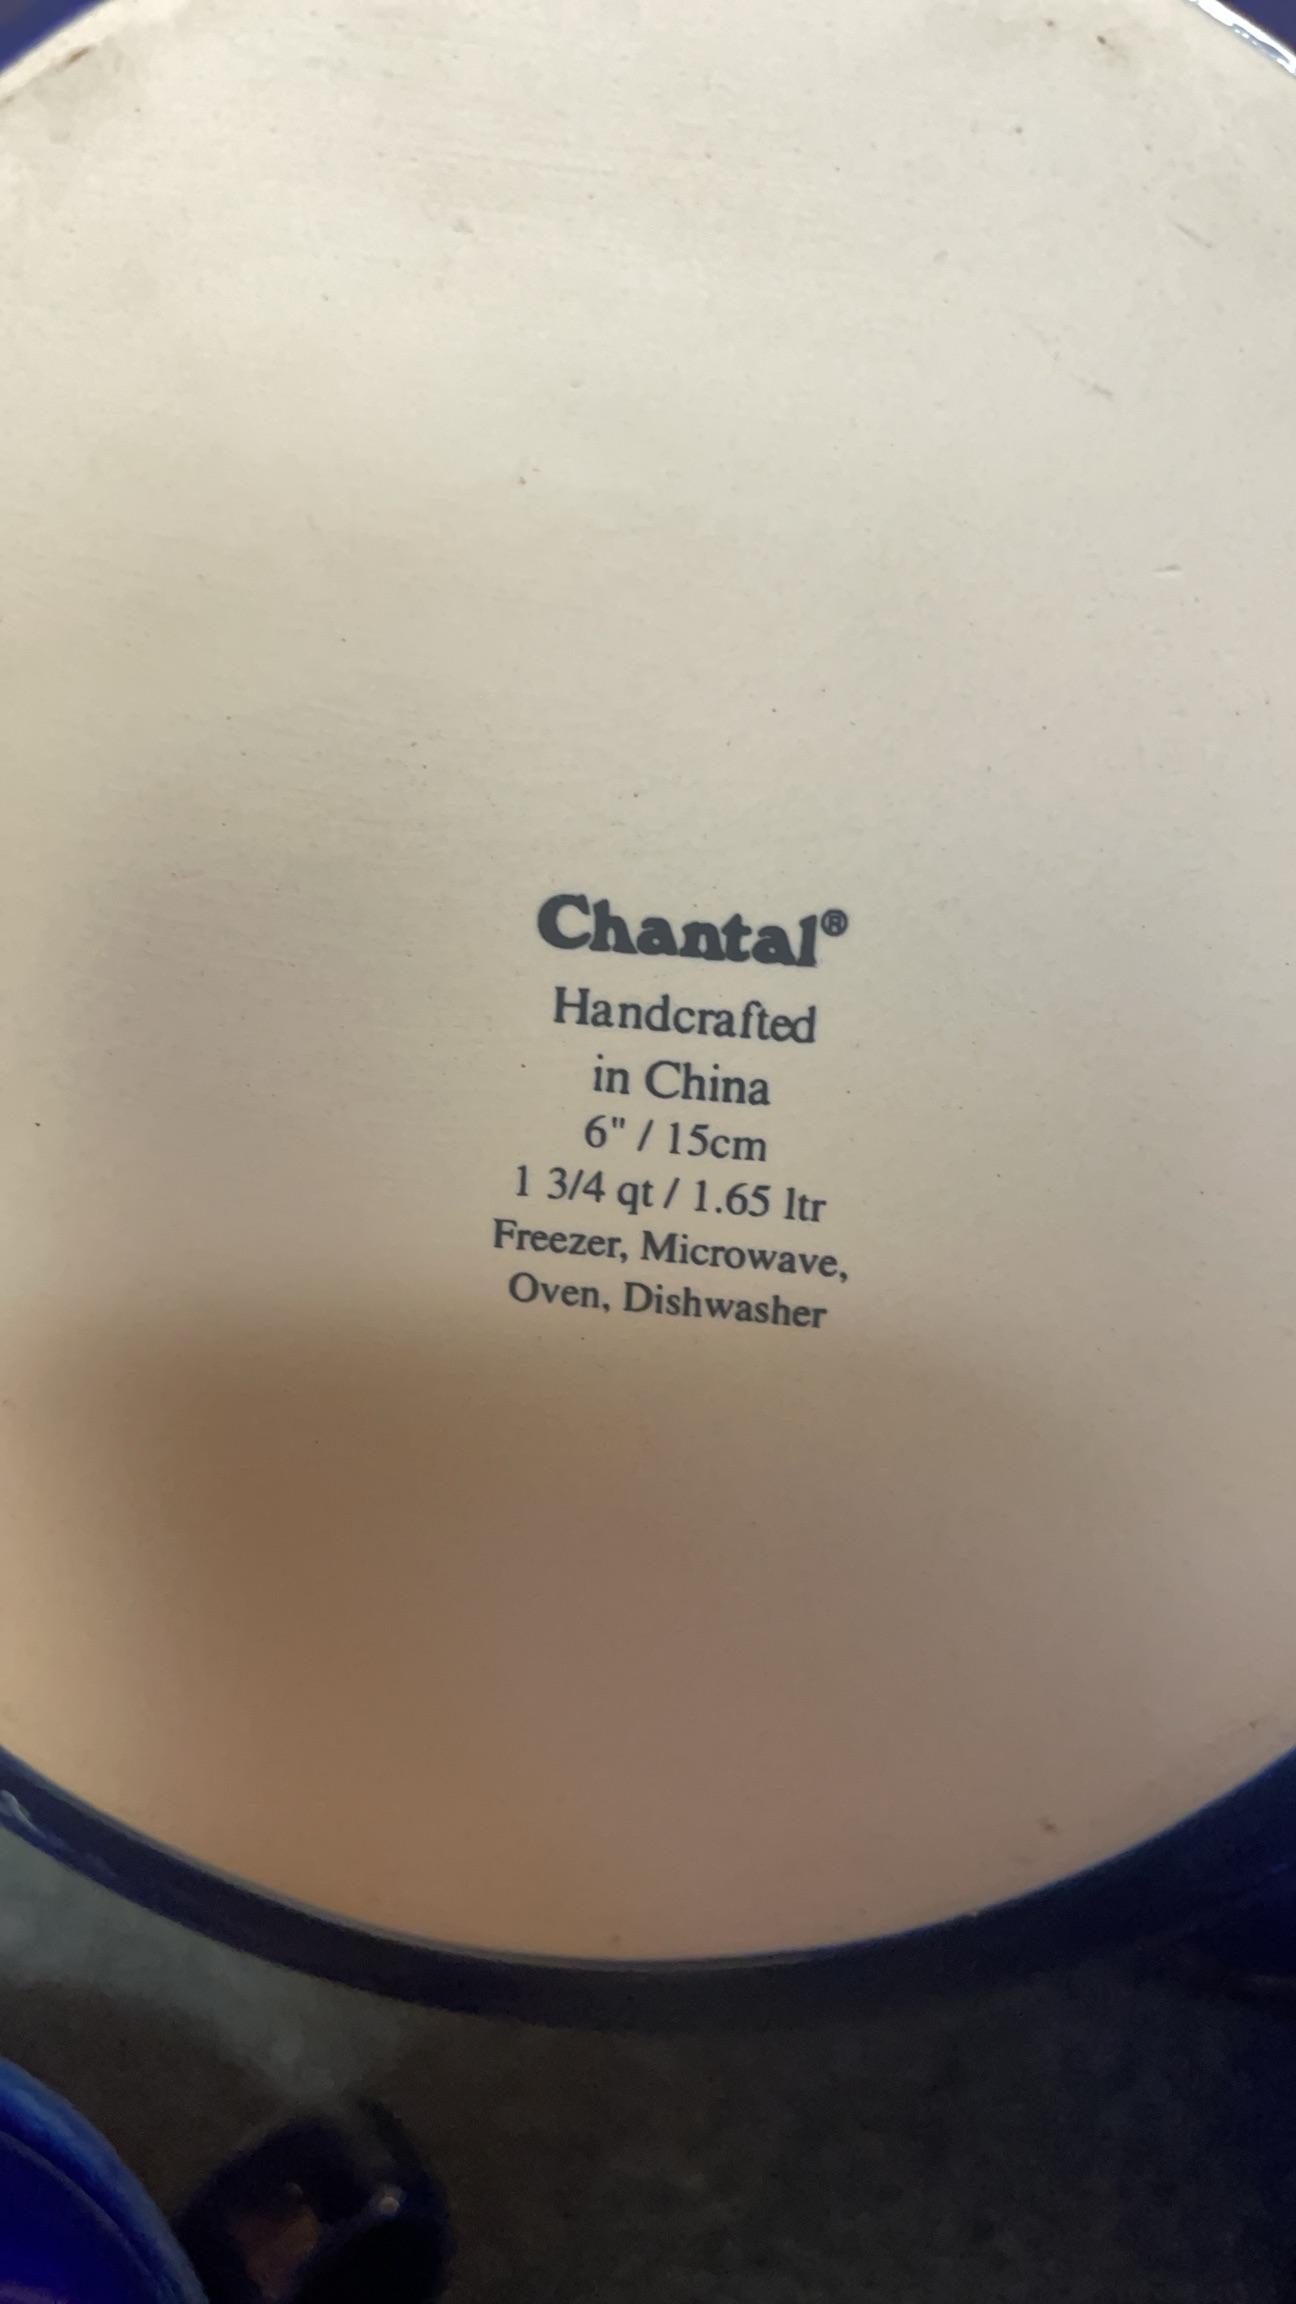 Chantal®
Handcrafted
in China
6" / 15cm
1 3/4 qt / 1.65 ltr
Freezer, Microwave,
Oven, Dishwasher